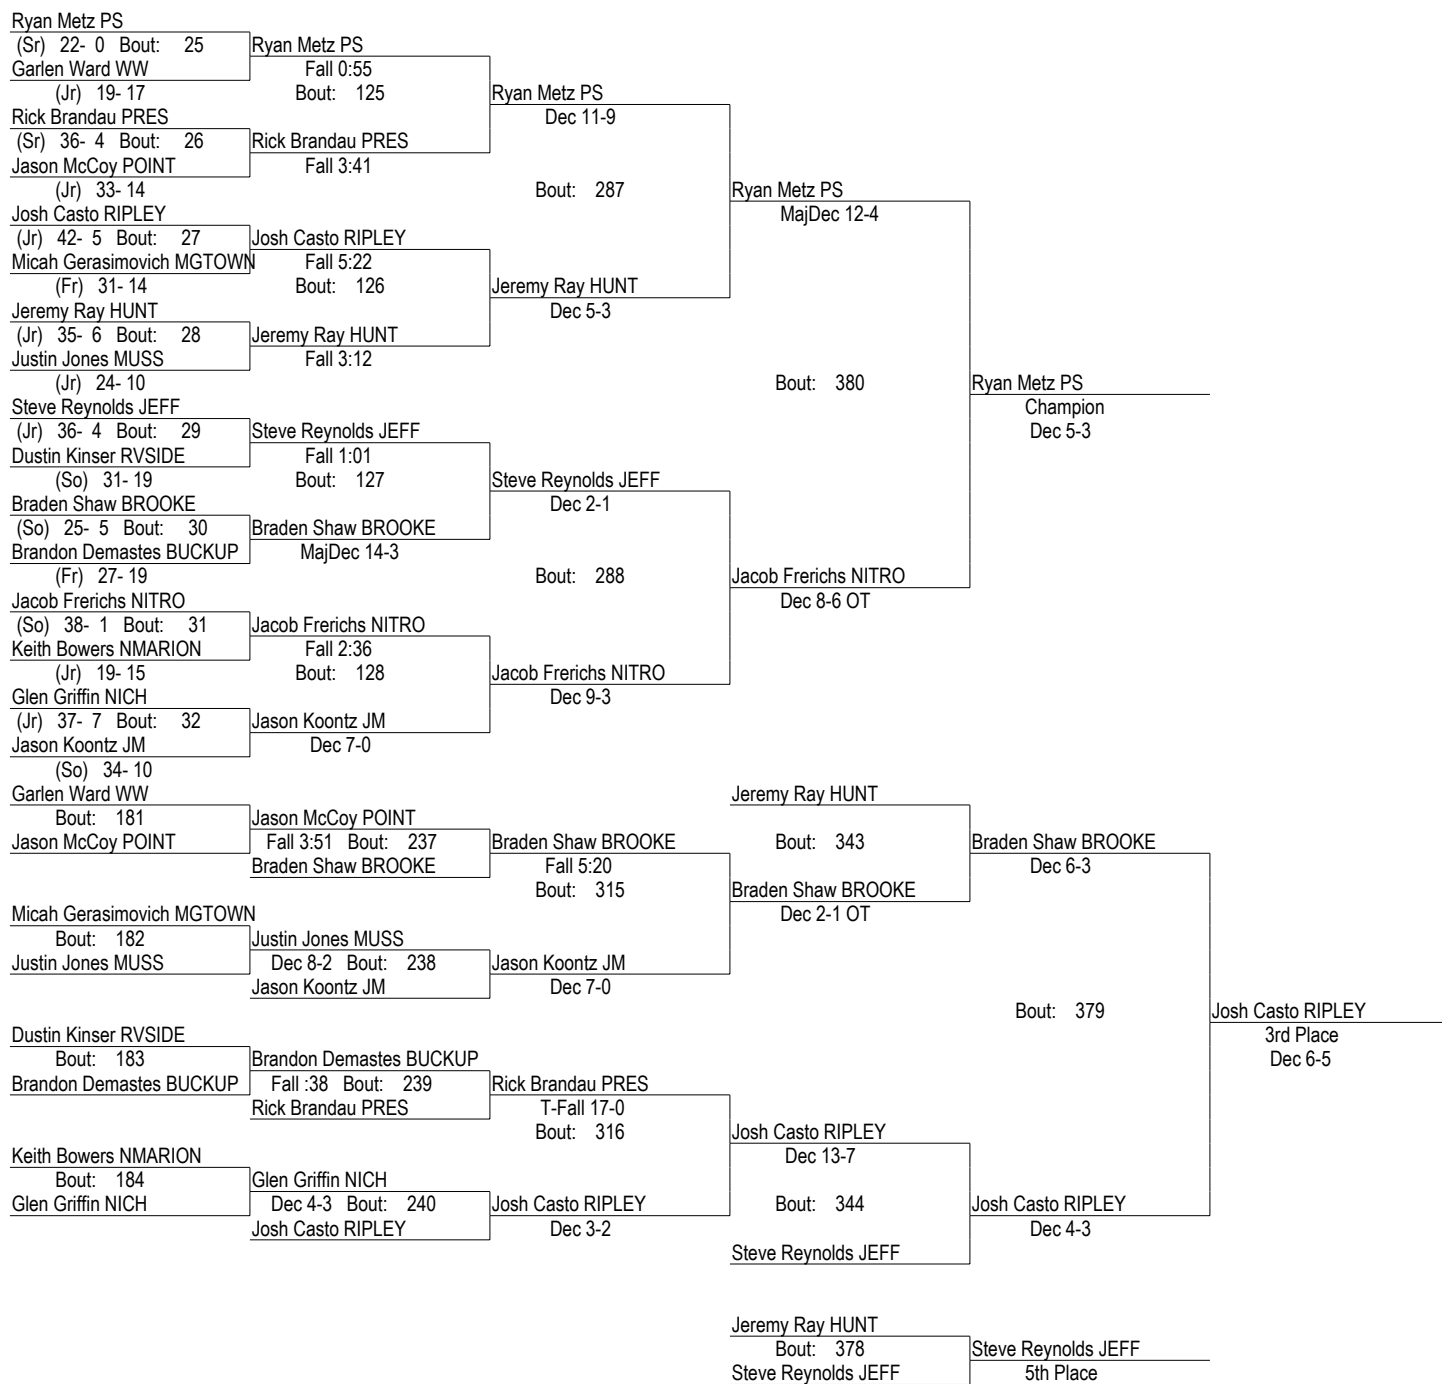 Ryan Metz PS
(Sr) 22- 0 Bout: 25 Ryan Metz PS
Garlen Ward WW Fall 0:55
(Jr) 19- 17 Bout: 125 Ryan Metz PS
Rick Brandau PRES Dec 11-9
(Sr) 36- 4 Bout: 26 Rick Brandau PRES
Jason McCoy POINT Fall 3:41
(Jr) 33- 14 Bout: 287 Ryan Metz PS
Josh Casto RIPLEY MajDec 12-4
(Jr) 42- 5 Bout: 27 Josh Casto RIPLEY
Micah Gerasimovich MGTOWN Fall 5:22
(Fr) 31- 14 Bout: 126 Jeremy Ray HUNT
Jeremy Ray HUNT Dec 5-3
(Jr) 35- 6 Bout: 28 Jeremy Ray HUNT
Justin Jones MUSS Fall 3:12
(Jr) 24- 10 Bout: 380 Ryan Metz PS
Steve Reynolds JEFF Champion
(Jr) 36- 4 Bout: 29 Steve Reynolds JEFF Dec 5-3
Dustin Kinser RVSIDE Fall 1:01
(So) 31- 19 Bout: 127 Steve Reynolds JEFF
Braden Shaw BROOKE Dec 2-1
(So) 25- 5 Bout: 30 Braden Shaw BROOKE
Brandon Demastes BUCKUP MajDec 14-3
(Fr) 27- 19 Bout: 288 Jacob Frerichs NITRO
Jacob Frerichs NITRO Dec 8-6 OT
(So) 38- 1 Bout: 31 Jacob Frerichs NITRO
Keith Bowers NMARION Fall 2:36
(Jr) 19- 15 Bout: 128 Jacob Frerichs NITRO
Glen Griffin NICH Dec 9-3
(Jr) 37- 7 Bout: 32 Jason Koontz JM
Jason Koontz JM Dec 7-0
(So) 34- 10
Garlen Ward WW Jeremy Ray HUNT
Bout: 181 Jason McCoy POINT
Jason McCoy POINT Fall 3:51 Bout: 237 Braden Shaw BROOKE Bout: 343 Braden Shaw BROOKE
Braden Shaw BROOKE Fall 5:20 Dec 6-3
Bout: 315 Braden Shaw BROOKE
Micah Gerasimovich MGTOWN Dec 2-1 OT
Bout: 182 Justin Jones MUSS
Justin Jones MUSS Dec 8-2 Bout: 238 Jason Koontz JM
Jason Koontz JM Dec 7-0
Bout: 379 Josh Casto RIPLEY
Dustin Kinser RVSIDE 3rd Place
Bout: 183 Brandon Demastes BUCKUP Dec 6-5
Brandon Demastes BUCKUP Fall :38 Bout: 239 Rick Brandau PRES
Rick Brandau PRES T-Fall 17-0
Bout: 316 Josh Casto RIPLEY
Keith Bowers NMARION Dec 13-7
Bout: 184 Glen Griffin NICH
Glen Griffin NICH Dec 4-3 Bout: 240 Josh Casto RIPLEY Bout: 344 Josh Casto RIPLEY
Josh Casto RIPLEY Dec 3-2 Dec 4-3
Steve Reynolds JEFF
Jeremy Ray HUNT
Bout: 378 Steve Reynolds JEFF
Steve Reynolds JEFF 5th Place